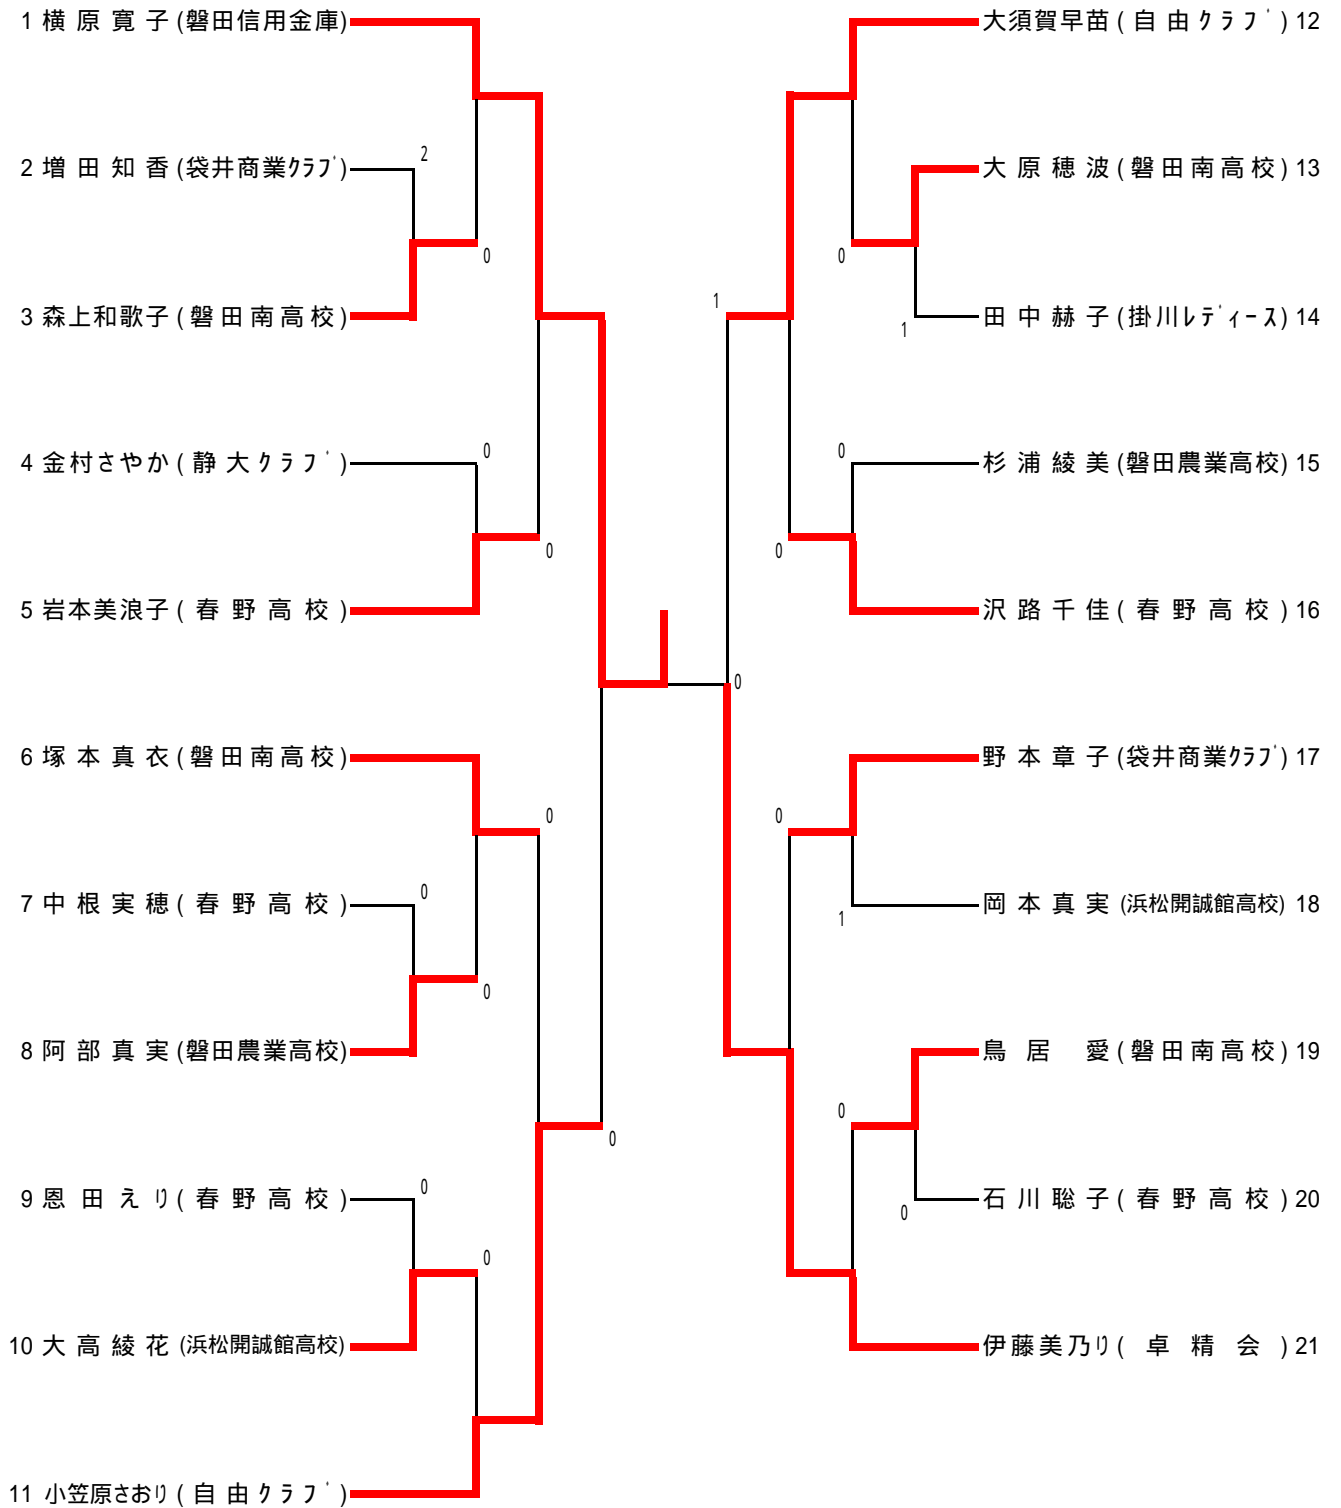 1 横原寛子(磐田信用金庫)
2 増田知香(袋井商業ｸﾗﾌﾞ)
2
0
3 森上和歌子(磐田南高校)
4 金村さやか(静大クラブ)
0
0
5 岩本美浪子(春野高校)
6 塚本真衣(磐田南高校)
0
7 中根実穂(春野高校)
0
0
8 阿部真実(磐田農業高校)
9 恩田えり(春野高校)
0
0
0
10 大高綾花(浜松開誠館高校)
11 小笠原さおり(自由クラブ)
大須賀早苗(自由クラブ) 12
大原穂波(磐田南高校) 13
0
1
田中赫子(掛川ﾚﾃﾞｨｰｽ) 14
1
0
杉浦綾美(磐田農業高校) 15
0
沢路千佳(春野高校) 16
0
野本章子(袋井商業ｸﾗﾌﾞ) 17
0
岡本真実(浜松開誠館高校) 18
1
鳥居 愛(磐田南高校) 19
0
石川聡子(春野高校) 20
0
伊藤美乃り(卓精会) 21